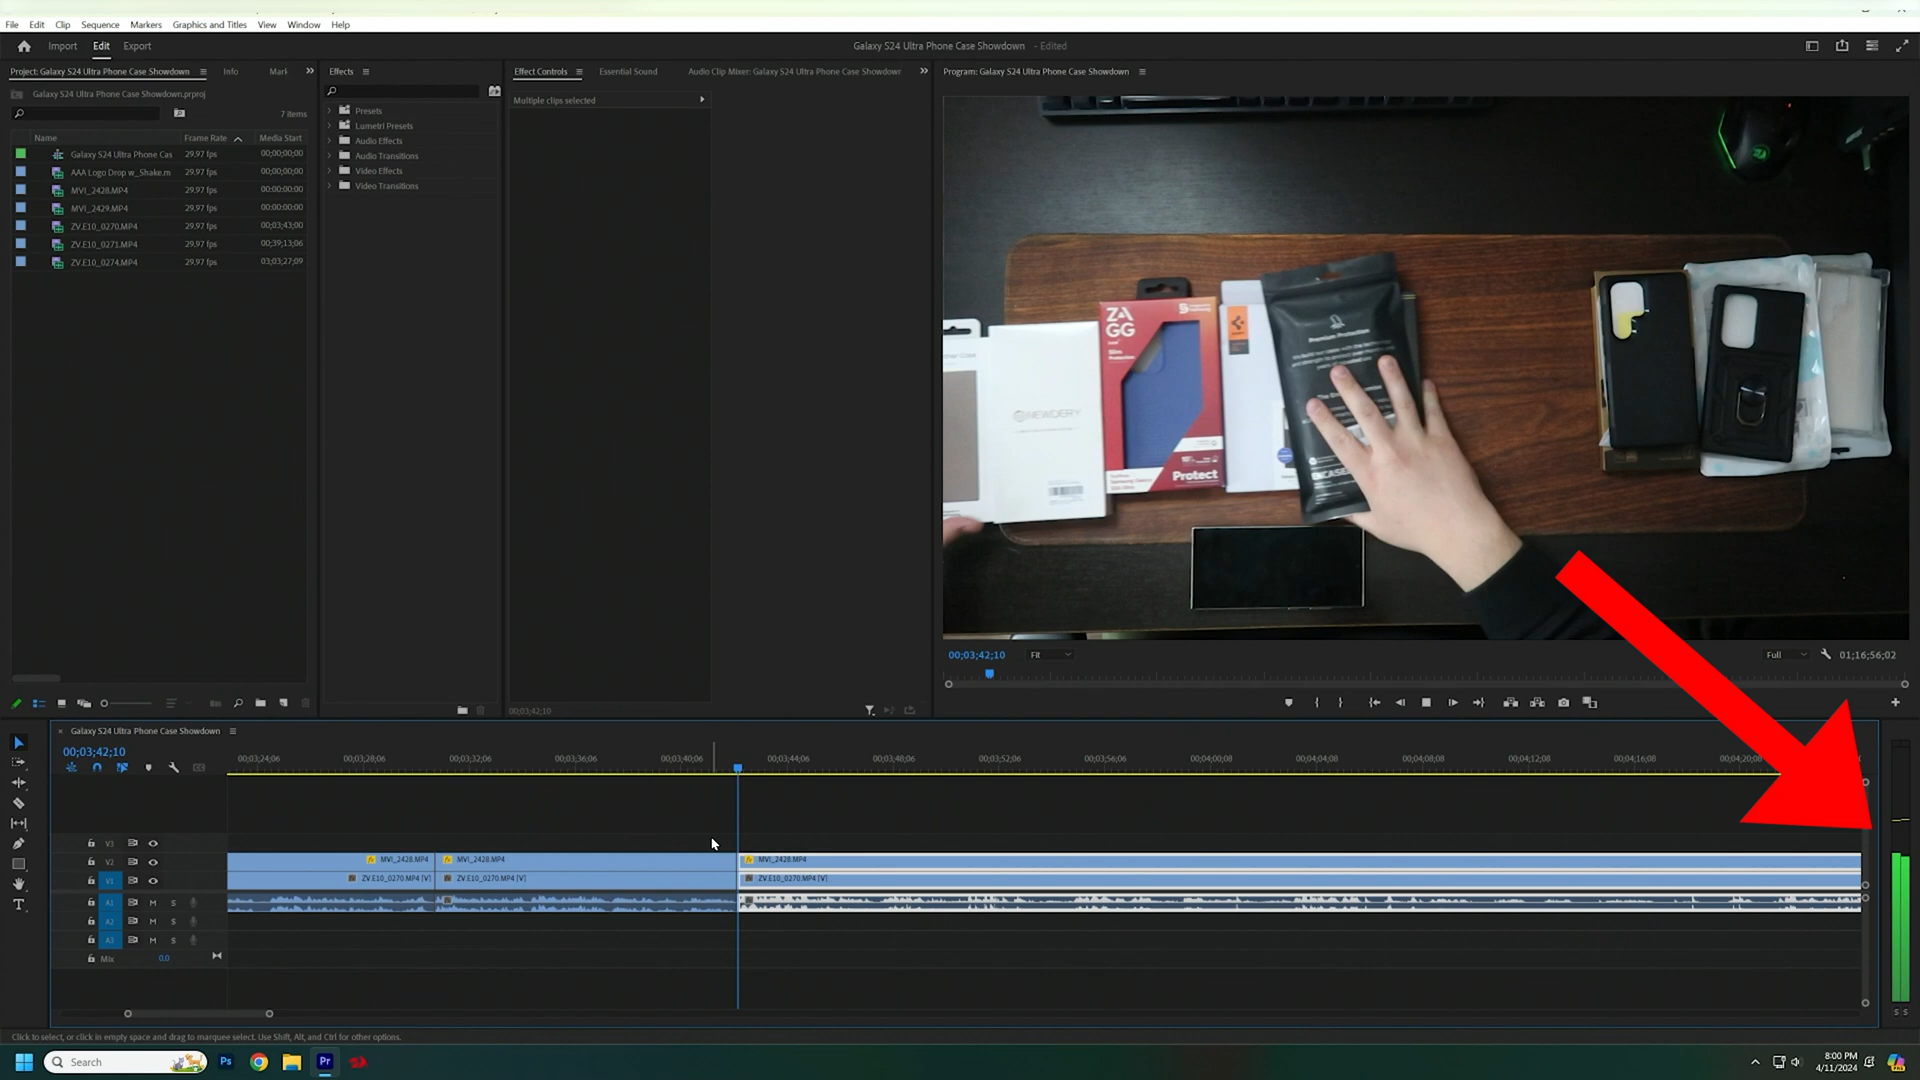 File Edit Clip Sequence Markers Graphics and Titles View Window Help
Import Edit Export
Galaxy S24 Ultra Phone Case Showdown - Edited
Project: Galaxy S24 Ultra Phone Case Showdown Info Mark
Galaxy S24 Ultra Phone Case Showdown.prproj
7 items
Name Frame Rate Media Start
Galaxy S24 Ultra Phone Cas 29.97 fps 00;00;00;00
AAA Logo Drop w_Shake.m 29.97 fps 00;00;00;00
MVI_2428.MP4 29.97 fps 00:00:00:00
MVI_2429.MP4 29.97 fps 00:00:00:00
ZV.E10_0270.MP4 29.97 fps 00;03;43;00
ZV.E10_0271.MP4 29.97 fps 00;39;13;06
ZV.E10_0274.MP4 29.97 fps 03;03;27;09
Effects
Presets
Lumetri Presets
Audio Effects
Audio Transitions
Video Effects
Video Transitions
Effect Controls Essential Sound Audio Clip Mixer: Galaxy S24 Ultra Phone Case Showdown
Multiple clips selected
00;03;42;10
Program: Galaxy S24 Ultra Phone Case Showdown
NEWDERY
ZAGG
Protect
Premium Protection
00;03;42;10 Fit Full 01;16;56;02
Galaxy S24 Ultra Phone Case Showdown
00;03;42;10
00;03;24;06 00;03;28;06 00;03;32;06 00;03;36;06 00;03;40;06 00;03;44;06 00;03;48;06 00;03;52;06 00;03;56;06 00;04;00;08 00;04;04;08 00;04;08;08 00;04;12;08 00;04;16;08 00;04;20;08
V3
V2 MVI_2428.MP4 MVI_2428.MP4 MVI_2428.MP4
V1 ZV.E10_0270.MP4 [V] ZV.E10_0270.MP4 [V] ZV.E10_0270.MP4 [V]
A1 M S
A2 M S
A3 M S
Mix 0.0
S S
Click to select, or click in empty space and drag to marquee select. Use Shift, Alt, and Ctrl for other options.
Search Ps Pr
8:00 PM
4/11/2024